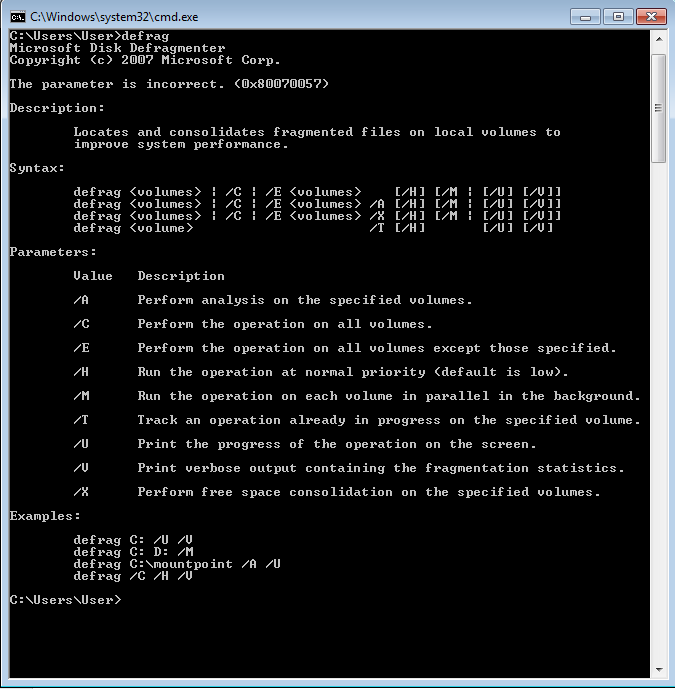 C:\Windows\system32\cmd.exe
C:\Users\User>defrag
Microsoft Disk Defragmenter
Copyright (c) 2007 Microsoft Corp.
The parameter is incorrect. (0x80070057)
Description:
        Locates and consolidates fragmented files on local volumes to
        improve system performance.
Syntax:
        defrag <volumes> | /C | /E <volumes>    [/H] [/M | [/U] [/V]]
        defrag <volumes> | /C | /E <volumes> /A [/H] [/M | [/U] [/V]]
        defrag <volumes> | /C | /E <volumes> /X [/H] [/M | [/U] [/V]]
        defrag <volume>                      /T [/H]       [/U] [/V]
Parameters:
        Value   Description
        /A      Perform analysis on the specified volumes.
        /C      Perform the operation on all volumes.
        /E      Perform the operation on all volumes except those specified.
        /H      Run the operation at normal priority (default is low).
        /M      Run the operation on each volume in parallel in the background.
        /T      Track an operation already in progress on the specified volume.
        /U      Print the progress of the operation on the screen.
        /V      Print verbose output containing the fragmentation statistics.
        /X      Perform free space consolidation on the specified volumes.
Examples:
        defrag C: /U /V
        defrag C: D: /M
        defrag C:\mountpoint /A /U
        defrag /C /H /V
C:\Users\User>